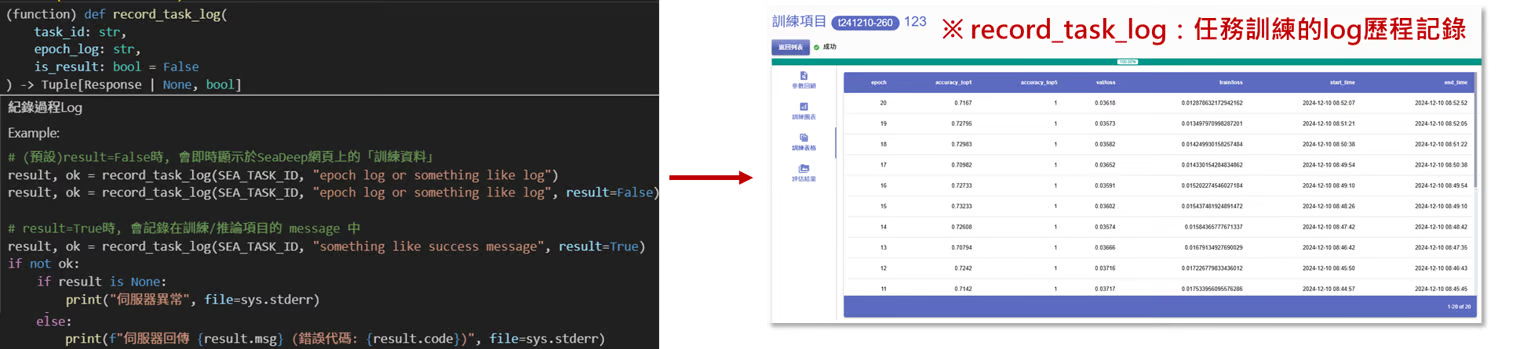 (function) def record_task_log(
    task_id: str,
    epoch_log: str,
    is_result: bool = False
) -> Tuple[Response | None, bool]
紀錄過程Log
Example:
# (預設)result=False時, 會即時顯示於SeaDeep網頁上的「訓練資料」
result, ok = record_task_log(SEA_TASK_ID, "epoch log or something like log")
result, ok = record_task_log(SEA_TASK_ID, "epoch log or something like log", result=False)
# result=True時, 會記錄在訓練/推論項目的 message 中
result, ok = record_task_log(SEA_TASK_ID, "something like success message", result=True)
if not ok:
    if result is None:
        print("伺服器異常", file=sys.stderr)
    else:
        print(f"伺服器回傳 {result.msg} (錯誤代碼: {result.code})", file=sys.stderr)
訓練項目 t241210-260 123
※ record_task_log：任務訓練的log歷程記錄
返回列表 成功
參數回顧
訓練圖表
訓練表格
評估結果
epoch accuracy_top1 accuracy_top5 val/loss train/loss start_time end_time
20 0.7167 1 0.03618 0.012878632172942162 2024-12-10 08:52:07 2024-12-10 08:52:52
19 0.72795 1 0.03573 0.013497970998287201 2024-12-10 08:51:21 2024-12-10 08:52:05
18 0.72983 1 0.03582 0.014249930158257484 2024-12-10 08:50:38 2024-12-10 08:51:22
17 0.70982 1 0.03652 0.014330154284834862 2024-12-10 08:49:54 2024-12-10 08:50:38
16 0.72733 1 0.03591 0.015202274546027184 2024-12-10 08:49:10 2024-12-10 08:49:54
15 0.73233 1 0.03602 0.015437481924891472 2024-12-10 08:48:26 2024-12-10 08:49:10
14 0.72608 1 0.03574 0.01584365777671337 2024-12-10 08:47:42 2024-12-10 08:48:42
13 0.70794 1 0.03666 0.01679134927690029 2024-12-10 08:46:42 2024-12-10 08:47:35
12 0.7242 1 0.03716 0.017226779833436012 2024-12-10 08:45:50 2024-12-10 08:46:43
11 0.7142 1 0.03717 0.017533956095576286 2024-12-10 08:44:57 2024-12-10 08:45:45
1-20 of 20